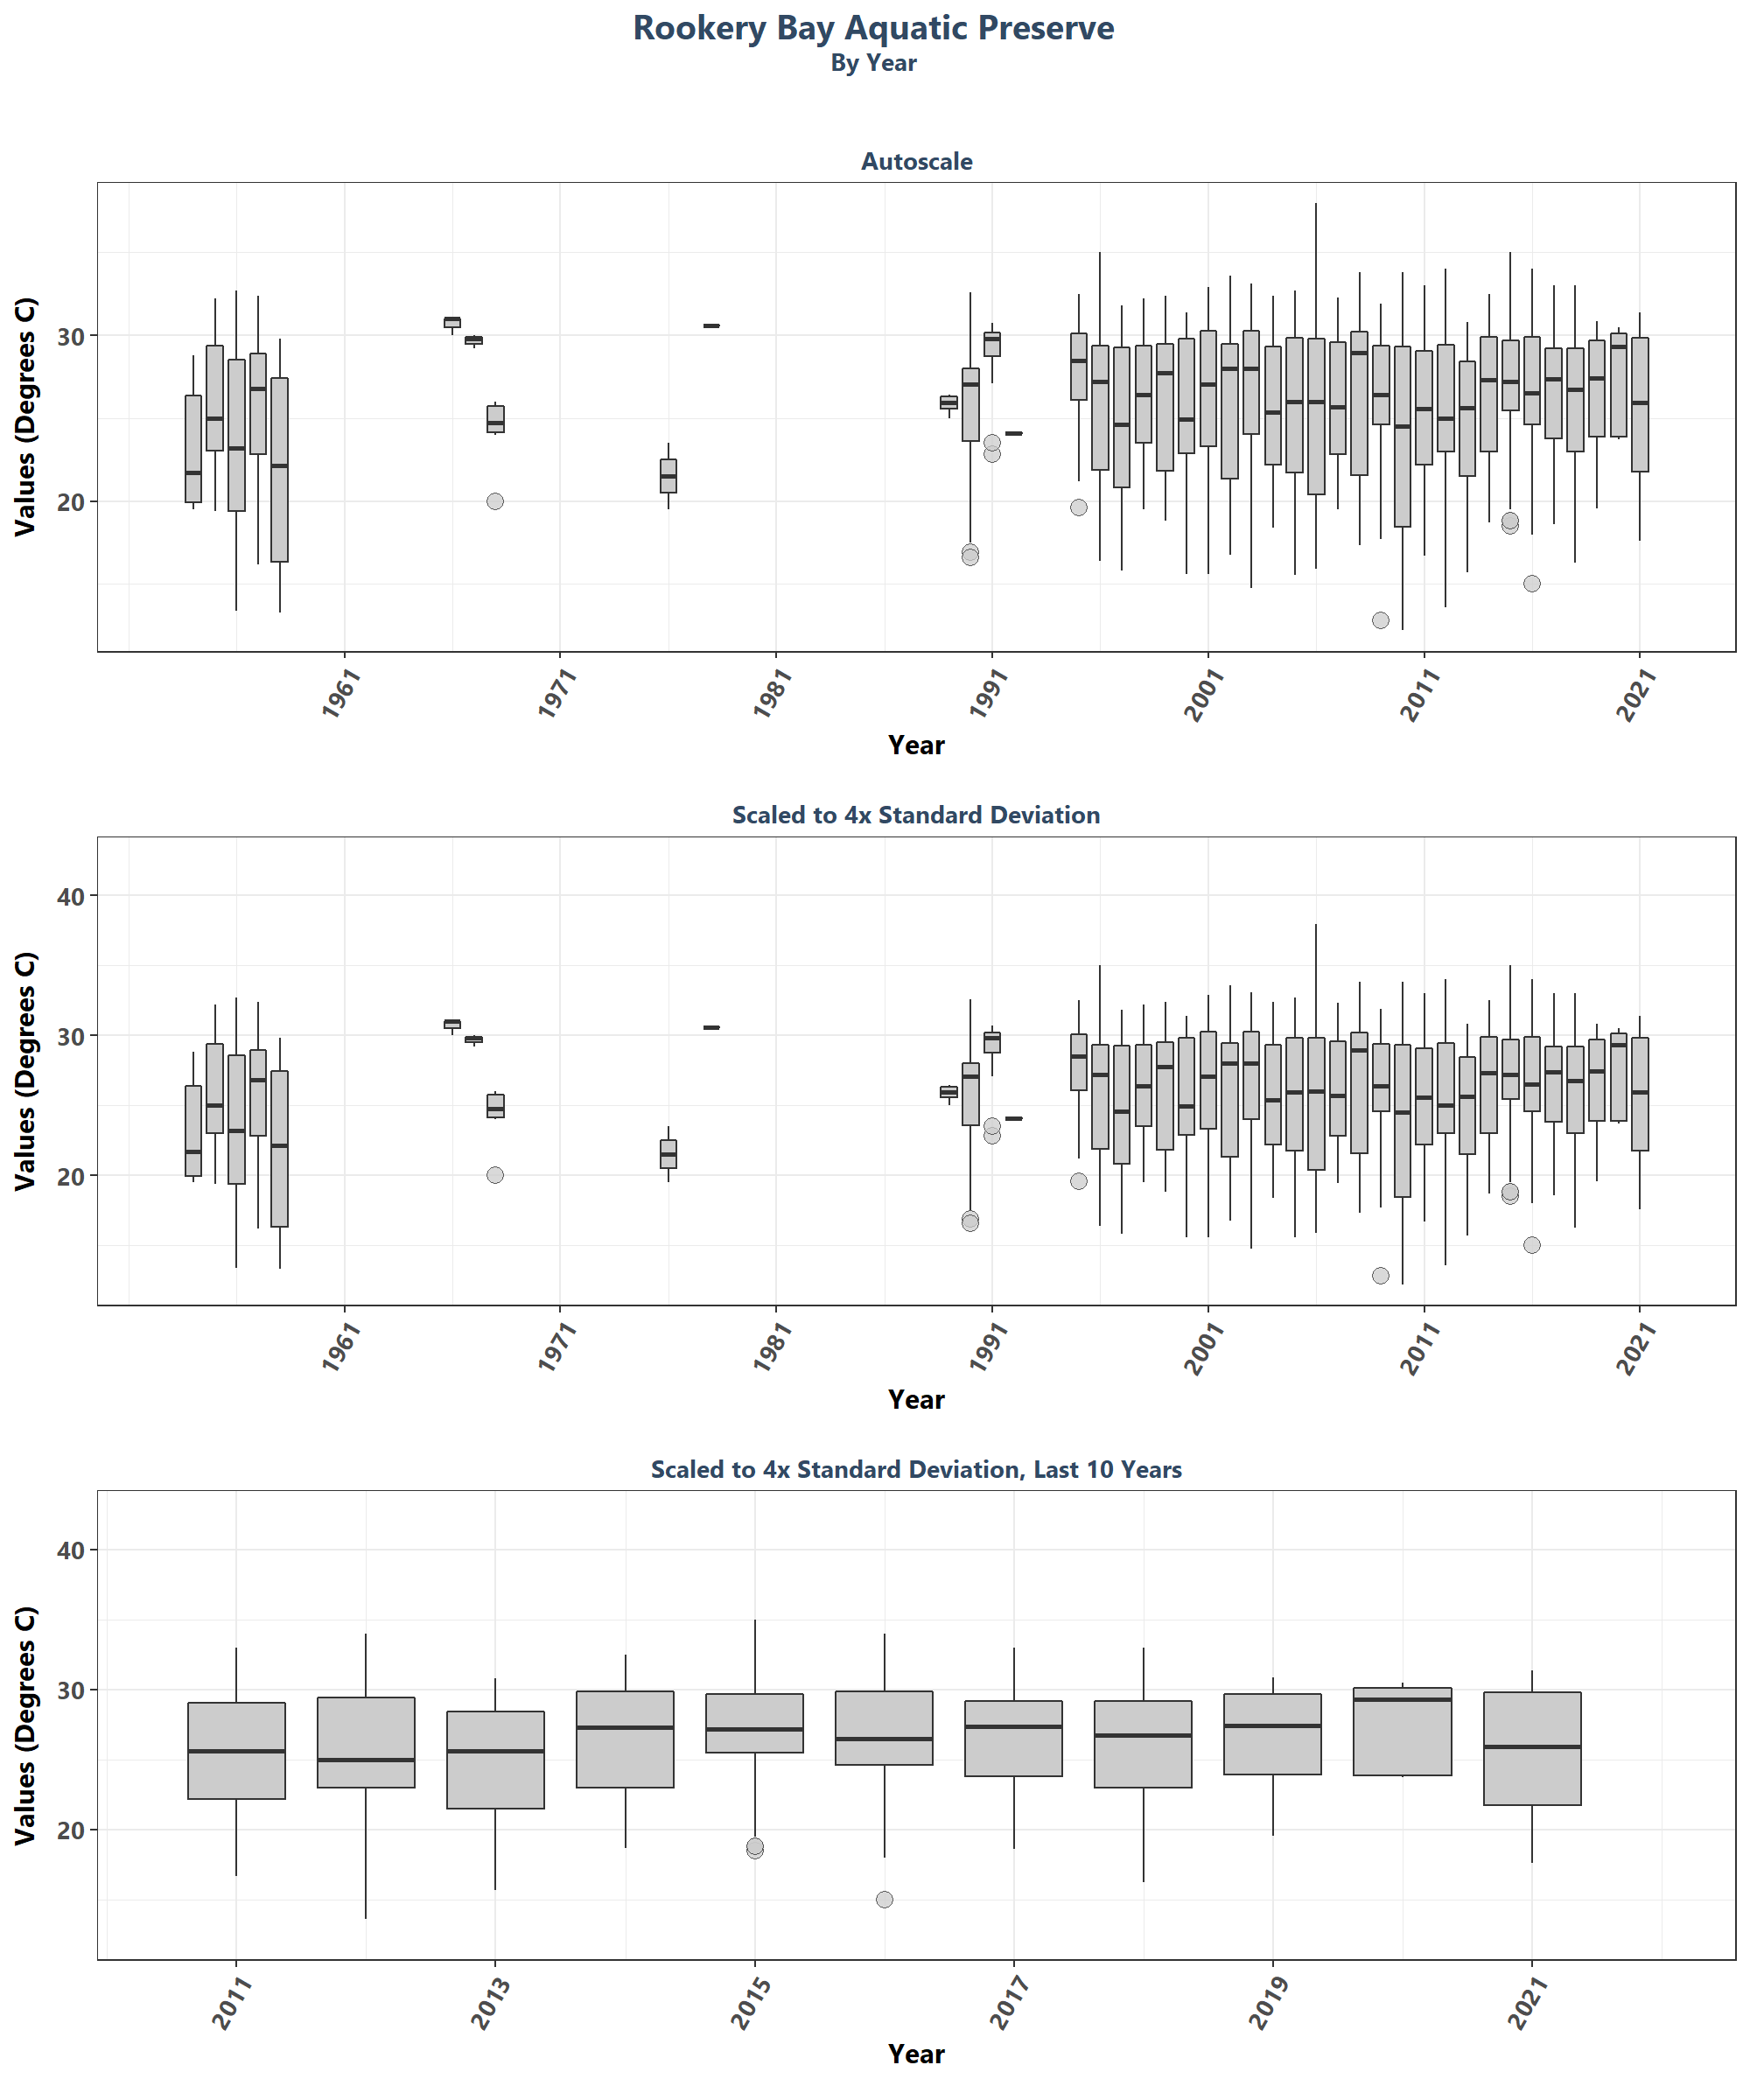 Rookery Bay Aquatic Preserve
By Year
Autoscale
Values (Degrees C)
30
20
1961 1971 1981 1991 2001 2011 2021
Year
Scaled to 4x Standard Deviation
Values (Degrees C)
40
30
20
1961 1971 1981 1991 2001 2011 2021
Year
Scaled to 4x Standard Deviation, Last 10 Years
Values (Degrees C)
40
30
20
2011 2013 2015 2017 2019 2021
Year